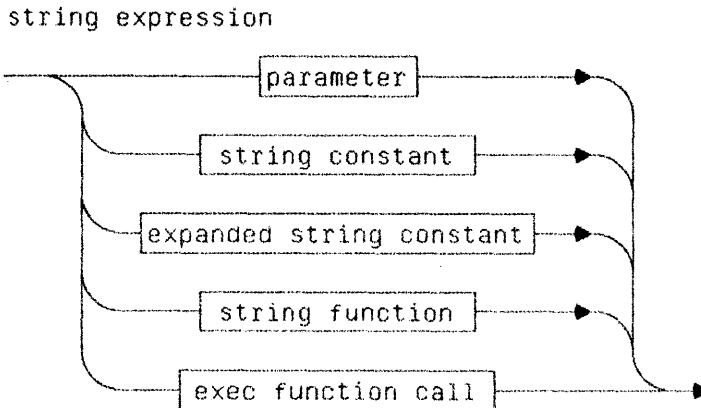 string expression
parameter
string constant
expanded string constant
string function
exec function call